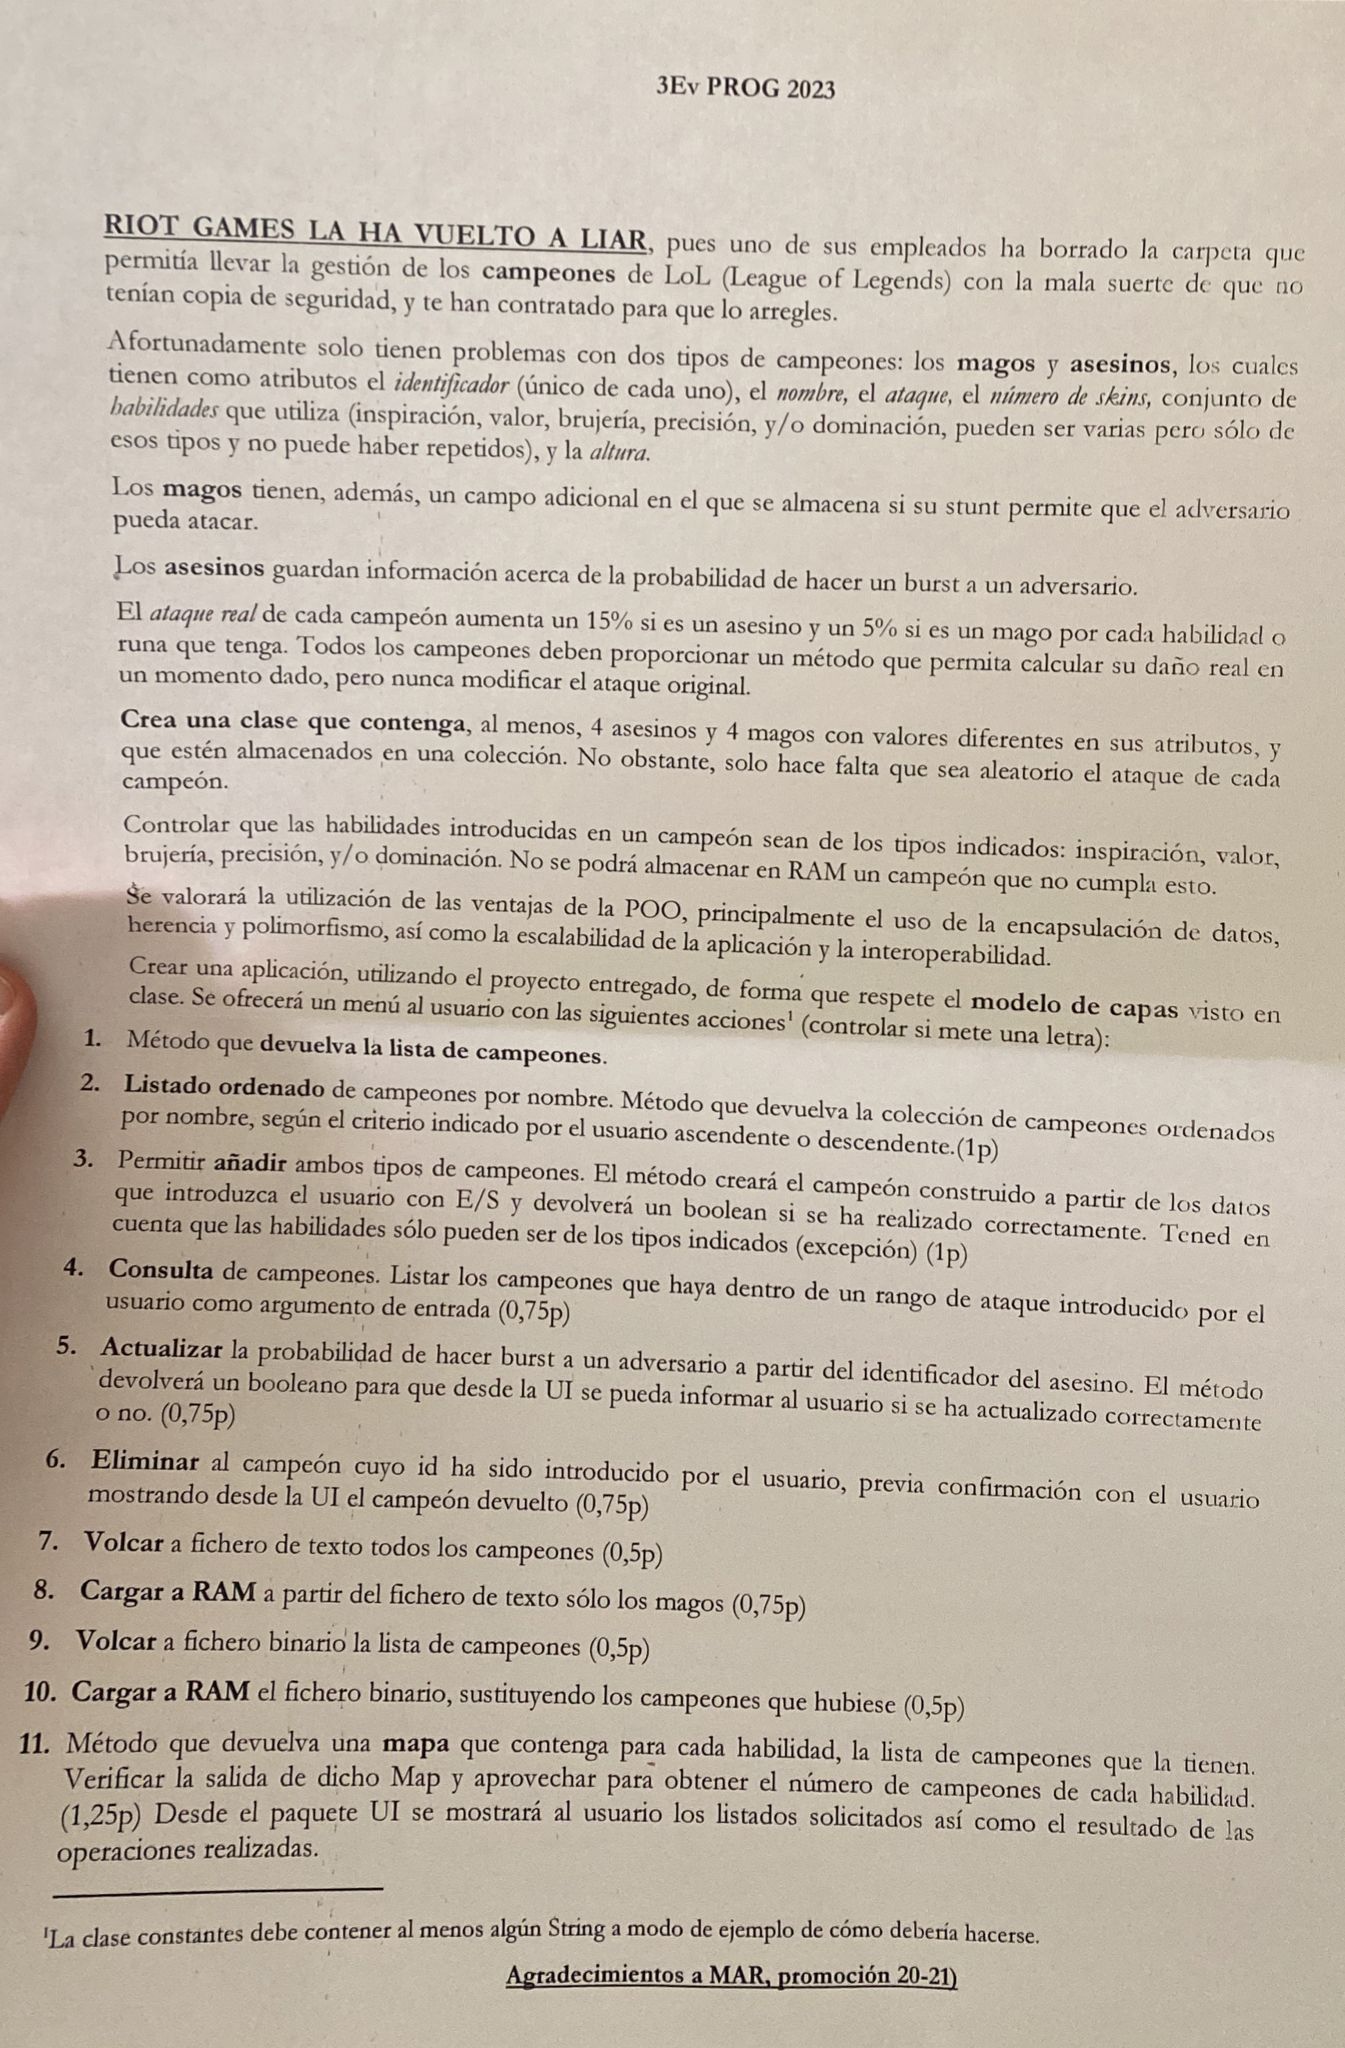 3Ev PROG 2023
RIOT GAMES LA HA VUELTO A LIAR, pues uno de sus empleados ha borrado la carpeta que
permitía llevar la gestión de los campeones de LoL (League of Legends) con la mala suerte de que no
tenían copia de seguridad, y te han contratado para que lo arregles.
Afortunadamente solo tienen problemas con dos tipos de campeones: los magos y asesinos, los cuales
tienen como atributos el identificador (único de cada uno), el nombre, el ataque, el número de skins, conjunto de
habilidades que utiliza (inspiración, valor, brujería, precisión, y/o dominación, pueden ser varias pero sólo de
esos tipos y no puede haber repetidos), y la altura.
Los magos tienen, además, un campo adicional en el que se almacena si su stunt permite que el adversario
pueda atacar.
Los asesinos guardan información acerca de la probabilidad de hacer un burst a un adversario.
El ataque real de cada campeón aumenta un 15% si es un asesino y un 5% si es un mago por cada habilidad o
runa que tenga. Todos los campeones deben proporcionar un método que permita calcular su daño real en
un momento dado, pero nunca modificar el ataque original.
Crea una clase que contenga, al menos, 4 asesinos y 4 magos con valores diferentes en sus atributos, y
que estén almacenados en una colección. No obstante, solo hace falta que sea aleatorio el ataque de cada
campeón.
Controlar que las habilidades introducidas en un campeón sean de los tipos indicados: inspiración, valor,
brujería, precisión, y/o dominación. No se podrá almacenar en RAM un campeón que no cumpla esto.
Se valorará la utilización de las ventajas de la POO, principalmente el uso de la encapsulación de datos,
herencia y polimorfismo, así como la escalabilidad de la aplicación y la interoperabilidad.
Crear una aplicación, utilizando el proyecto entregado, de forma que respete el modelo de capas visto en
clase. Se ofrecerá un menú al usuario con las siguientes acciones¹ (controlar si mete una letra):
1. Método que devuelva la lista de campeones.
2. Listado ordenado de campeones por nombre. Método que devuelva la colección de campeones ordenados
por nombre, según el criterio indicado por el usuario ascendente o descendente.(1p)
3. Permitir añadir ambos tipos de campeones. El método creará el campeón construido a partir de los datos
que introduzca el usuario con E/S y devolverá un boolean si se ha realizado correctamente. Tened en
cuenta que las habilidades sólo pueden ser de los tipos indicados (excepción) (1p)
4. Consulta de campeones. Listar los campeones que haya dentro de un rango de ataque introducido por el
usuario como argumento de entrada (0,75p)
5. Actualizar la probabilidad de hacer burst a un adversario a partir del identificador del asesino. El método
devolverá un booleano para que desde la UI se pueda informar al usuario si se ha actualizado correctamente
o no. (0,75p)
6. Eliminar al campeón cuyo id ha sido introducido por el usuario, previa confirmación con el usuario
mostrando desde la UI el campeón devuelto (0,75p)
7. Volcar a fichero de texto todos los campeones (0,5p)
8. Cargar a RAM a partir del fichero de texto sólo los magos (0,75p)
9. Volcar a fichero binario la lista de campeones (0,5p)
10. Cargar a RAM el fichero binario, sustituyendo los campeones que hubiese (0,5p)
11. Método que devuelva una mapa que contenga para cada habilidad, la lista de campeones que la tienen.
Verificar la salida de dicho Map y aprovechar para obtener el número de campeones de cada habilidad.
(1,25p) Desde el paquete UI se mostrará al usuario los listados solicitados así como el resultado de las
operaciones realizadas.
¹La clase constantes debe contener al menos algún String a modo de ejemplo de cómo debería hacerse.
Agradecimientos a MAR, promoción 20-21)